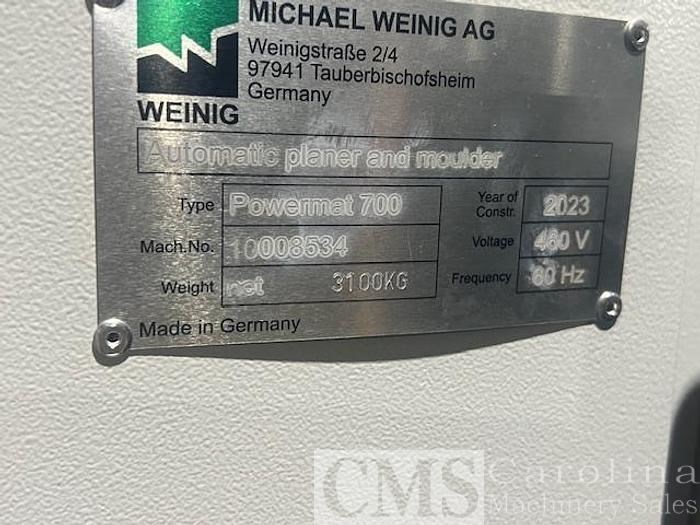 MICHAEL WEINIG AG
Weinigstraße 2/4
97941 Tauberbischofsheim
Germany
WEINIG
Automatic planer and moulder
Type Powermat 700
Year of Constr. 2023
Mach.No. 10008534
Voltage 460 V
Weight net 3100KG
Frequency 60 Hz
Made in Germany
CMS Carolina
Machinery Sales